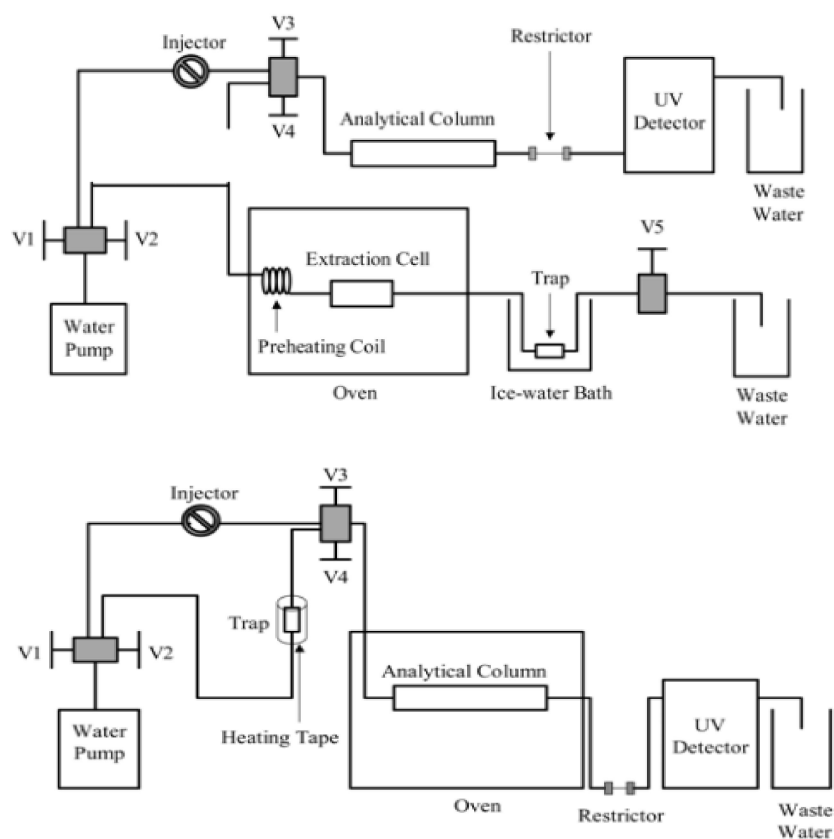 V3
Injector
Restrictor
V4
Analytical Column
UV
Detector
Waste
Water
V1
V2
Water
Pump
Extraction Cell
Preheating Coil
Oven
Trap
Ice-water Bath
V5
Waste
Water
V3
Injector
V4
Trap
V1
V2
Heating Tape
Water
Pump
Analytical Column
Oven
Restrictor
UV
Detector
Waste
Water